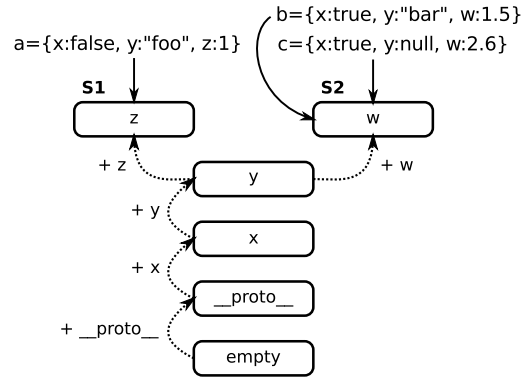 b={x:true, y:"bar", w:1.5}
a={x:false, y:"foo", z:1}
c={x:true, y:null, w:2.6}
S1
S2
z
w
+ z
+ w
y
+ y
x
+ x
__proto__
+ __proto__
empty